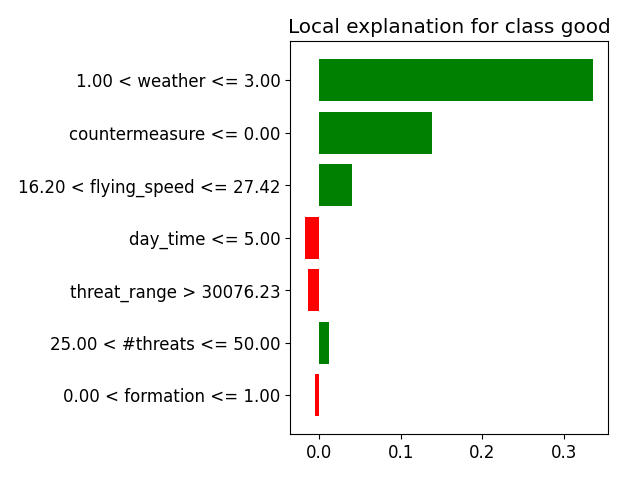 Local explanation for class good
1.00 < weather <= 3.00
countermeasure <= 0.00
16.20 < flying_speed <= 27.42
day_time <= 5.00
threat_range > 30076.23
25.00 < #threats <= 50.00
0.00 < formation <= 1.00
0.0 0.1 0.2 0.3